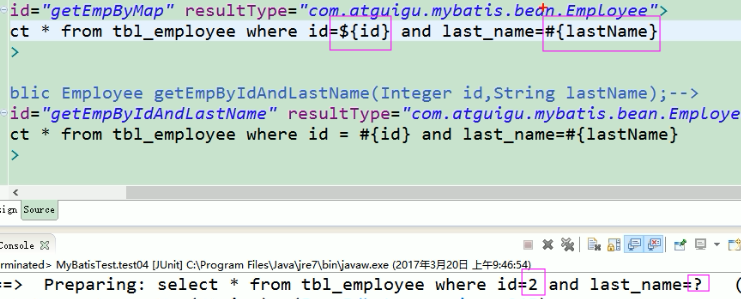 id="getEmpByMap" resultType="com.atguigu.mybatis.bean.Employee">
ct * from tbl_employee where id=${id} and last_name=#{lastName}
>
blic Employee getEmpByIdAndLastName(Integer id,String lastName);-->
id="getEmpByIdAndLastName" resultType="com.atguigu.mybatis.bean.Employe
ct * from tbl_employee where id = #{id} and last_name=#{lastName}
>
sign Source
Console
erminated> MyBatisTest.test04 [JUnit] C:\Program Files\Java\jre7\bin\javaw.exe (2017年3月20日 上午9:46:54)
==> Preparing: select * from tbl_employee where id=2 and last_name=? (